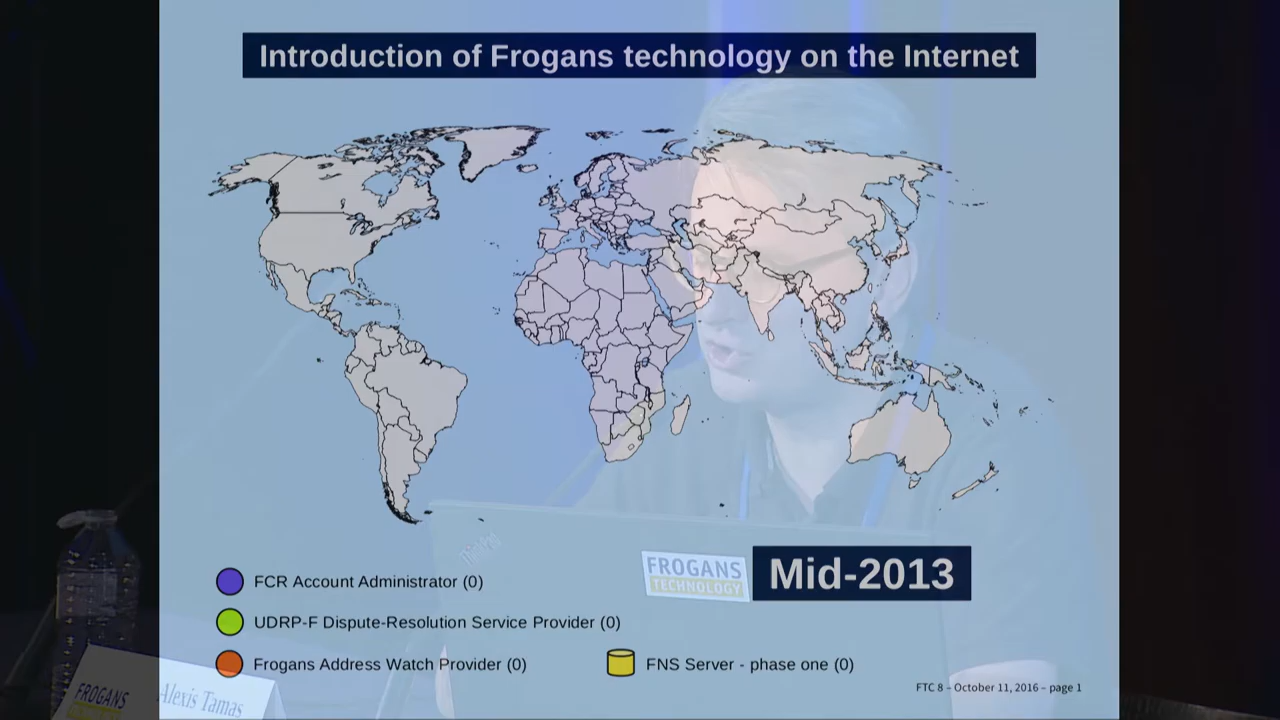 Introduction of Frogans technology on the Internet
FROGANS
TECHNOLOGY
Mid-2013
FCR Account Administrator (0)
UDRP-F Dispute-Resolution Service Provider (0)
Frogans Address Watch Provider (0)
FNS Server - phase one (0)
FTC 8 - October 11, 2016 - page 1
FROGANS
Alexis Tamas